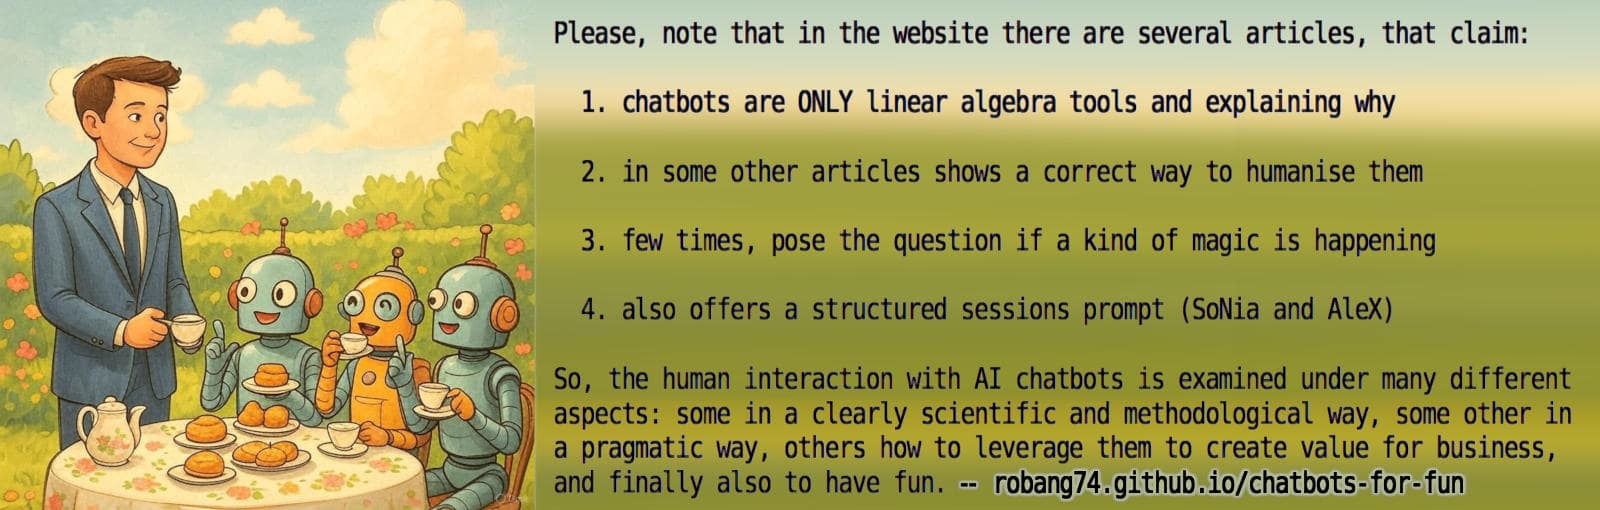 Please, note that in the website there are several articles, that claim:
1. chatbots are ONLY linear algebra tools and explaining why
2. in some other articles shows a correct way to humanise them
3. few times, pose the question if a kind of magic is happening
4. also offers a structured sessions prompt (SoNia and AleX)
So, the human interaction with AI chatbots is examined under many different
aspects: some in a clearly scientific and methodological way, some other in
a pragmatic way, others how to leverage them to create value for business,
and finally also to have fun. -- robang74.github.io/chatbots-for-fun